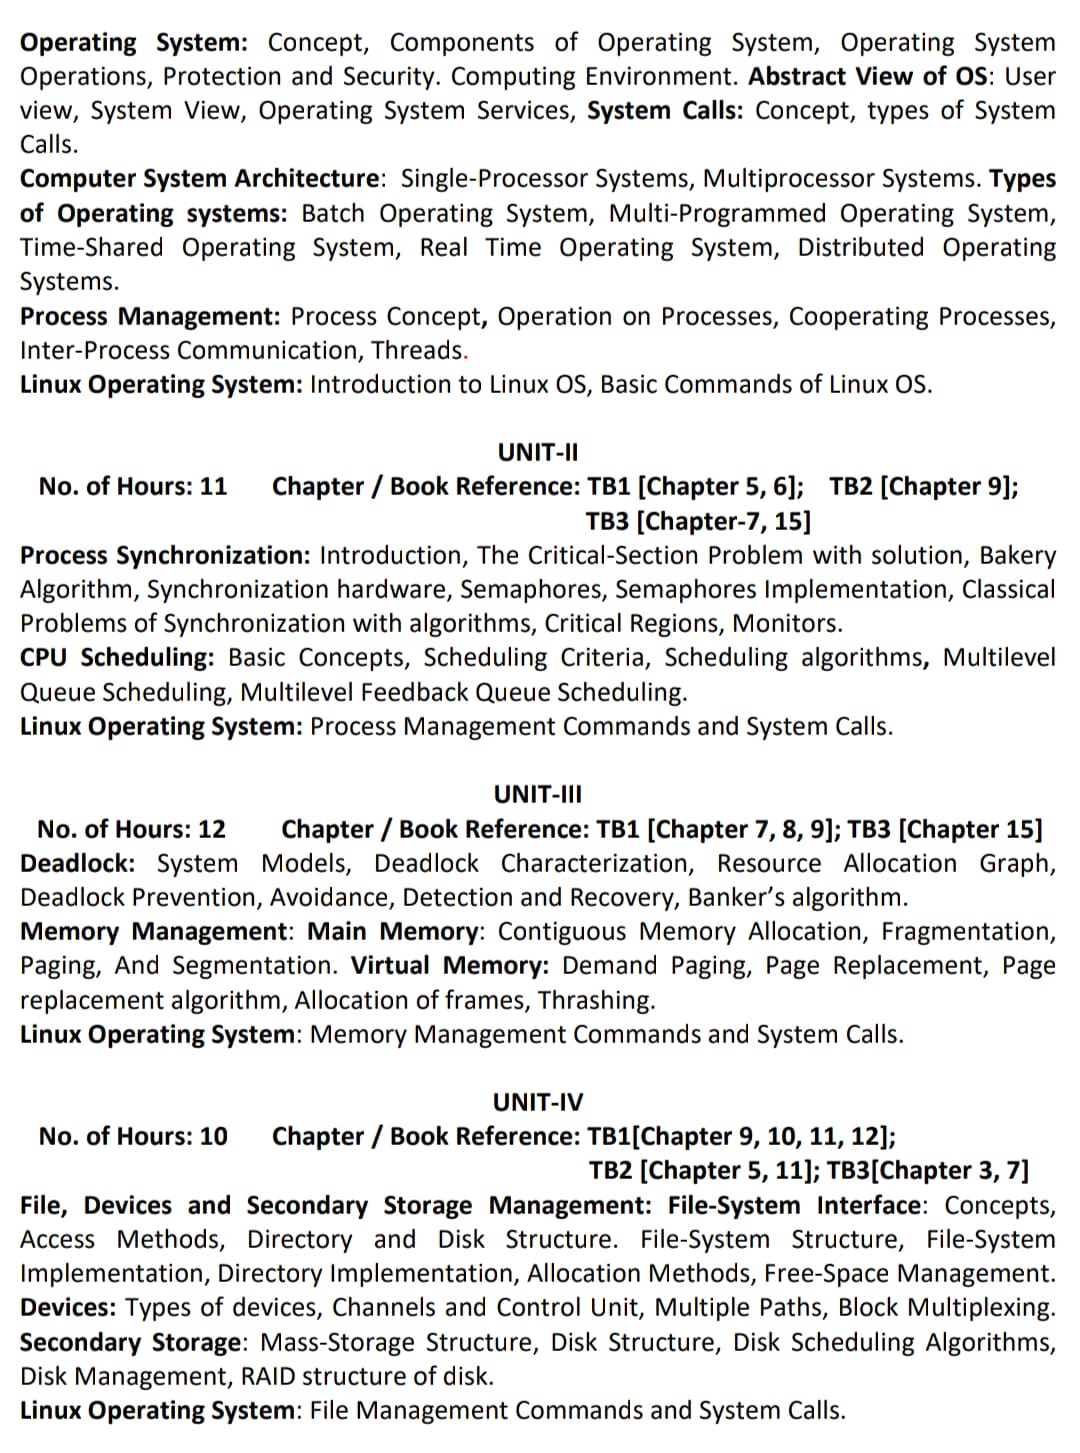 Operating System: Concept, Components of Operating System, Operating System
Operations, Protection and Security. Computing Environment. Abstract View of OS: User
view, System View, Operating System Services, System Calls: Concept, types of System
Calls.
Computer System Architecture: Single-Processor Systems, Multiprocessor Systems. Types
of Operating systems: Batch Operating System, Multi-Programmed Operating System,
Time-Shared Operating System, Real Time Operating System, Distributed Operating
Systems.
Process Management: Process Concept, Operation on Processes, Cooperating Processes,
Inter-Process Communication, Threads.
Linux Operating System: Introduction to Linux OS, Basic Commands of Linux OS.
UNIT-II
No. of Hours: 11 Chapter / Book Reference: TB1 [Chapter 5, 6]; TB2 [Chapter 9];
TB3 [Chapter-7, 15]
Process Synchronization: Introduction, The Critical-Section Problem with solution, Bakery
Algorithm, Synchronization hardware, Semaphores, Semaphores Implementation, Classical
Problems of Synchronization with algorithms, Critical Regions, Monitors.
CPU Scheduling: Basic Concepts, Scheduling Criteria, Scheduling algorithms, Multilevel
Queue Scheduling, Multilevel Feedback Queue Scheduling.
Linux Operating System: Process Management Commands and System Calls.
UNIT-III
No. of Hours: 12 Chapter / Book Reference: TB1 [Chapter 7, 8, 9]; TB3 [Chapter 15]
Deadlock: System Models, Deadlock Characterization, Resource Allocation Graph,
Deadlock Prevention, Avoidance, Detection and Recovery, Banker’s algorithm.
Memory Management: Main Memory: Contiguous Memory Allocation, Fragmentation,
Paging, And Segmentation. Virtual Memory: Demand Paging, Page Replacement, Page
replacement algorithm, Allocation of frames, Thrashing.
Linux Operating System: Memory Management Commands and System Calls.
UNIT-IV
No. of Hours: 10 Chapter / Book Reference: TB1[Chapter 9, 10, 11, 12];
TB2 [Chapter 5, 11]; TB3[Chapter 3, 7]
File, Devices and Secondary Storage Management: File-System Interface: Concepts,
Access Methods, Directory and Disk Structure. File-System Structure, File-System
Implementation, Directory Implementation, Allocation Methods, Free-Space Management.
Devices: Types of devices, Channels and Control Unit, Multiple Paths, Block Multiplexing.
Secondary Storage: Mass-Storage Structure, Disk Structure, Disk Scheduling Algorithms,
Disk Management, RAID structure of disk.
Linux Operating System: File Management Commands and System Calls.